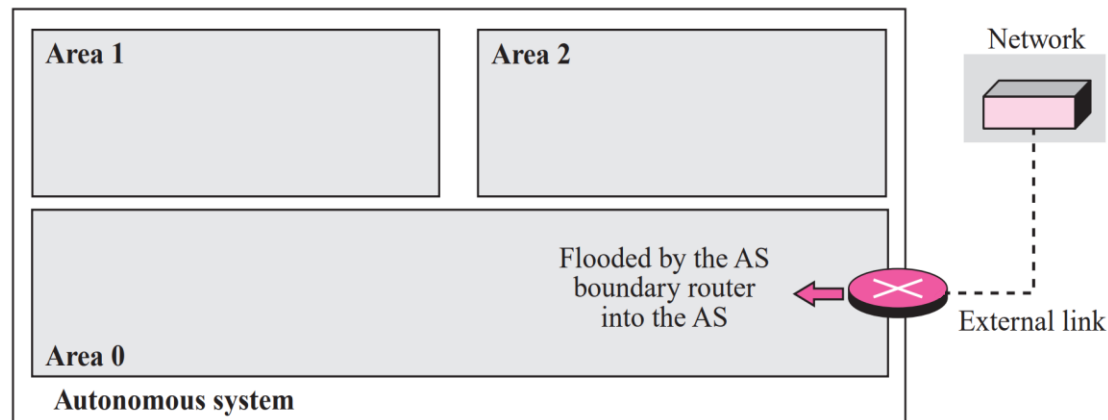 Area 1
Area 2
Network
Flooded by the AS
boundary router
into the AS
External link
Area 0
Autonomous system